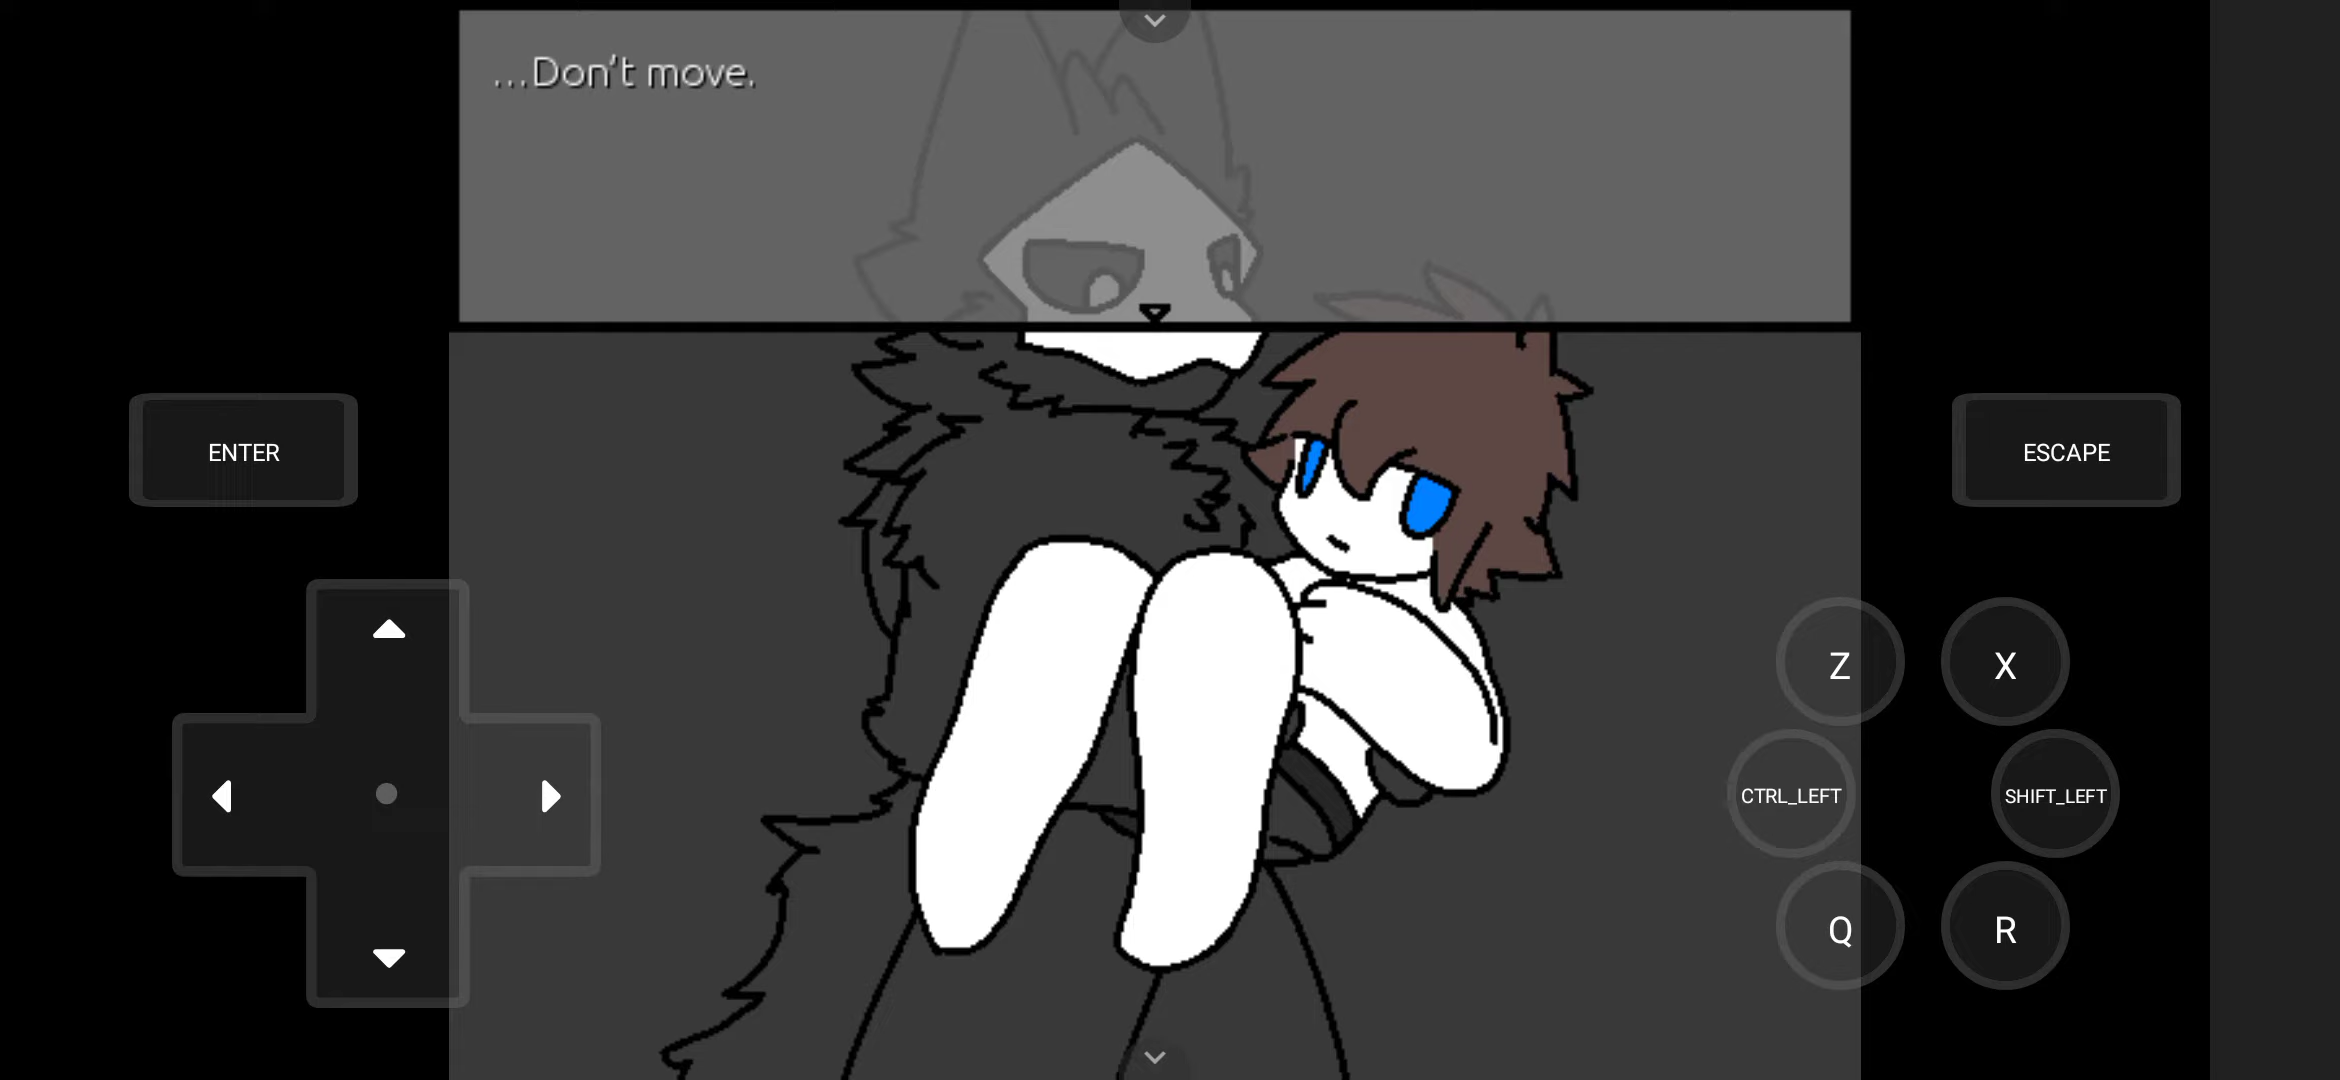 ...Don't move.
ENTER
ESCAPE
Z
X
CTRL_LEFT
SHIFT_LEFT
Q
R